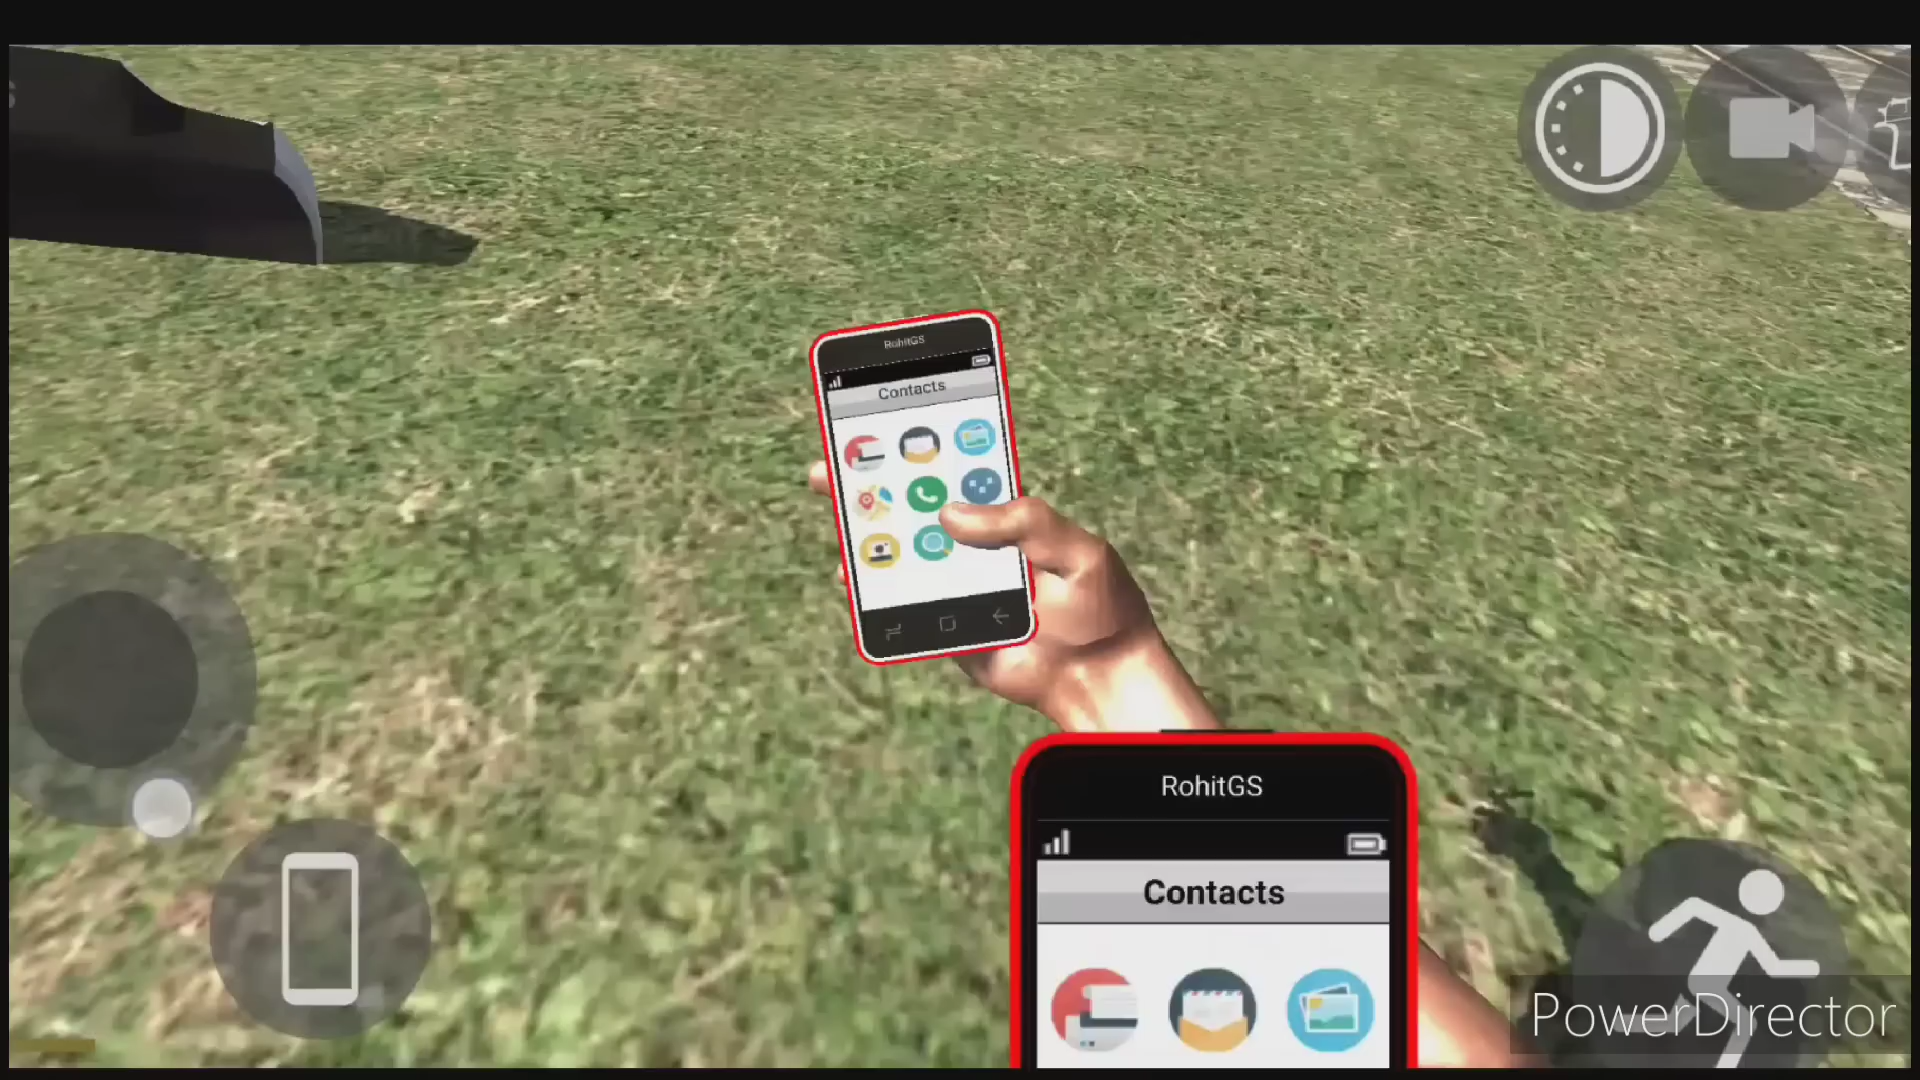 RohitGS
Contacts
RohitGS
Contacts
PowerDirector